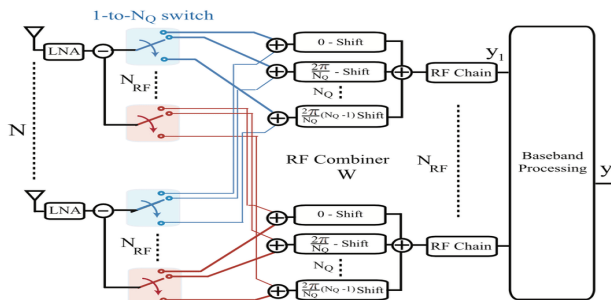 1-to-N_Q switch
LNA
N_RF
0 - Shift
2π/N_Q - Shift
N_Q
2π/N_Q (N_Q -1) Shift
RF Chain
y_1
N
RF Combiner
W
N_RF
Baseband
Processing
y
LNA
N_RF
0 - Shift
2π/N_Q - Shift
N_Q
2π/N_Q (N_Q -1) Shift
RF Chain